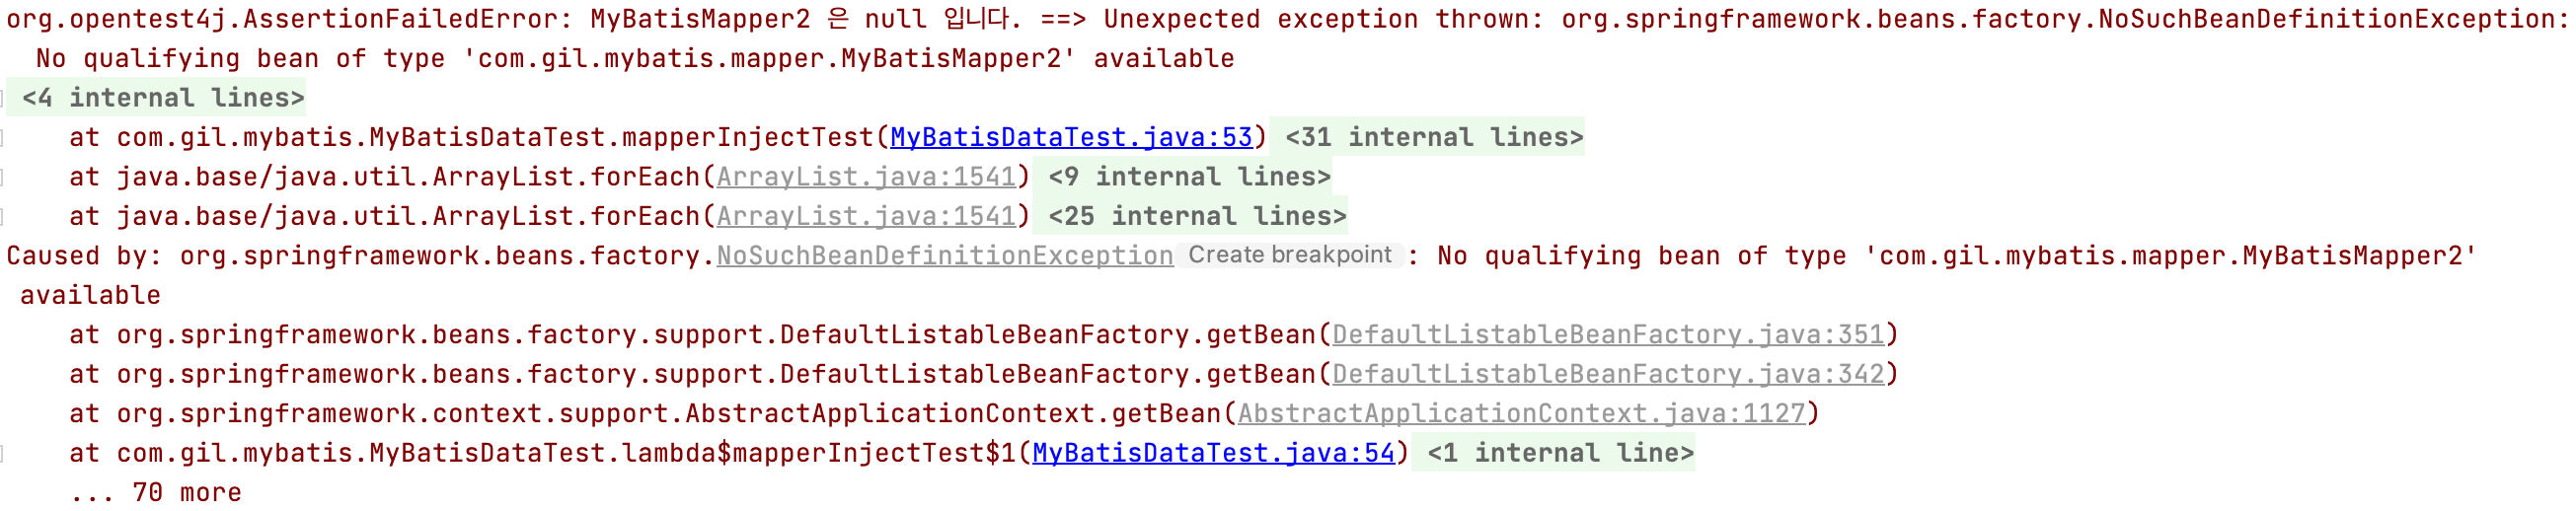 org.opentest4j.AssertionFailedError: MyBatisMapper2 은 null 입니다. ==> Unexpected exception thrown: org.springframework.beans.factory.NoSuchBeanDefinitionException:
No qualifying bean of type 'com.gil.mybatis.mapper.MyBatisMapper2' available
<4 internal lines>
at com.gil.mybatis.MyBatisDataTest.mapperInjectTest(MyBatisDataTest.java:53) <31 internal lines>
at java.base/java.util.ArrayList.forEach(ArrayList.java:1541) <9 internal lines>
at java.base/java.util.ArrayList.forEach(ArrayList.java:1541) <25 internal lines>
Caused by: org.springframework.beans.factory.NoSuchBeanDefinitionException Create breakpoint : No qualifying bean of type 'com.gil.mybatis.mapper.MyBatisMapper2'
available
at org.springframework.beans.factory.support.DefaultListableBeanFactory.getBean(DefaultListableBeanFactory.java:351)
at org.springframework.beans.factory.support.DefaultListableBeanFactory.getBean(DefaultListableBeanFactory.java:342)
at org.springframework.context.support.AbstractApplicationContext.getBean(AbstractApplicationContext.java:1127)
at com.gil.mybatis.MyBatisDataTest.lambda$mapperInjectTest$1(MyBatisDataTest.java:54) <1 internal line>
... 70 more